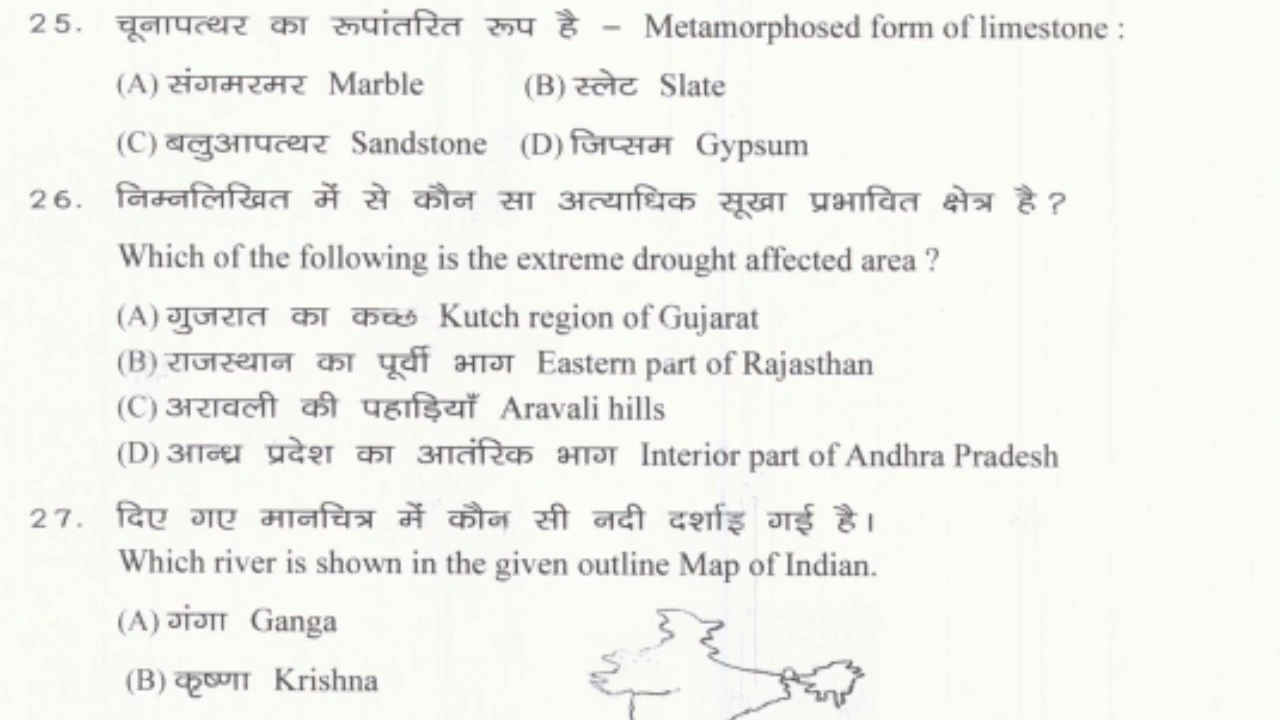 25. चूनापत्थर का रूपांतरित रूप है – Metamorphosed form of limestone :
(A) संगमरमर Marble (B) स्लेट Slate
(C) बलुआपत्थर Sandstone (D) जिप्सम Gypsum
26. निम्नलिखित में से कौन सा अत्याधिक सूखा प्रभावित क्षेत्र है ?
Which of the following is the extreme drought affected area ?
(A) गुजरात का कच्छ Kutch region of Gujarat
(B) राजस्थान का पूर्वी भाग Eastern part of Rajasthan
(C) अरावली की पहाड़ियाँ Aravali hills
(D) आन्ध्र प्रदेश का आतंरिक भाग Interior part of Andhra Pradesh
27. दिए गए मानचित्र में कौन सी नदी दर्शाइ गई है।
Which river is shown in the given outline Map of Indian.
(A) गंगा Ganga
(B) कृष्णा Krishna